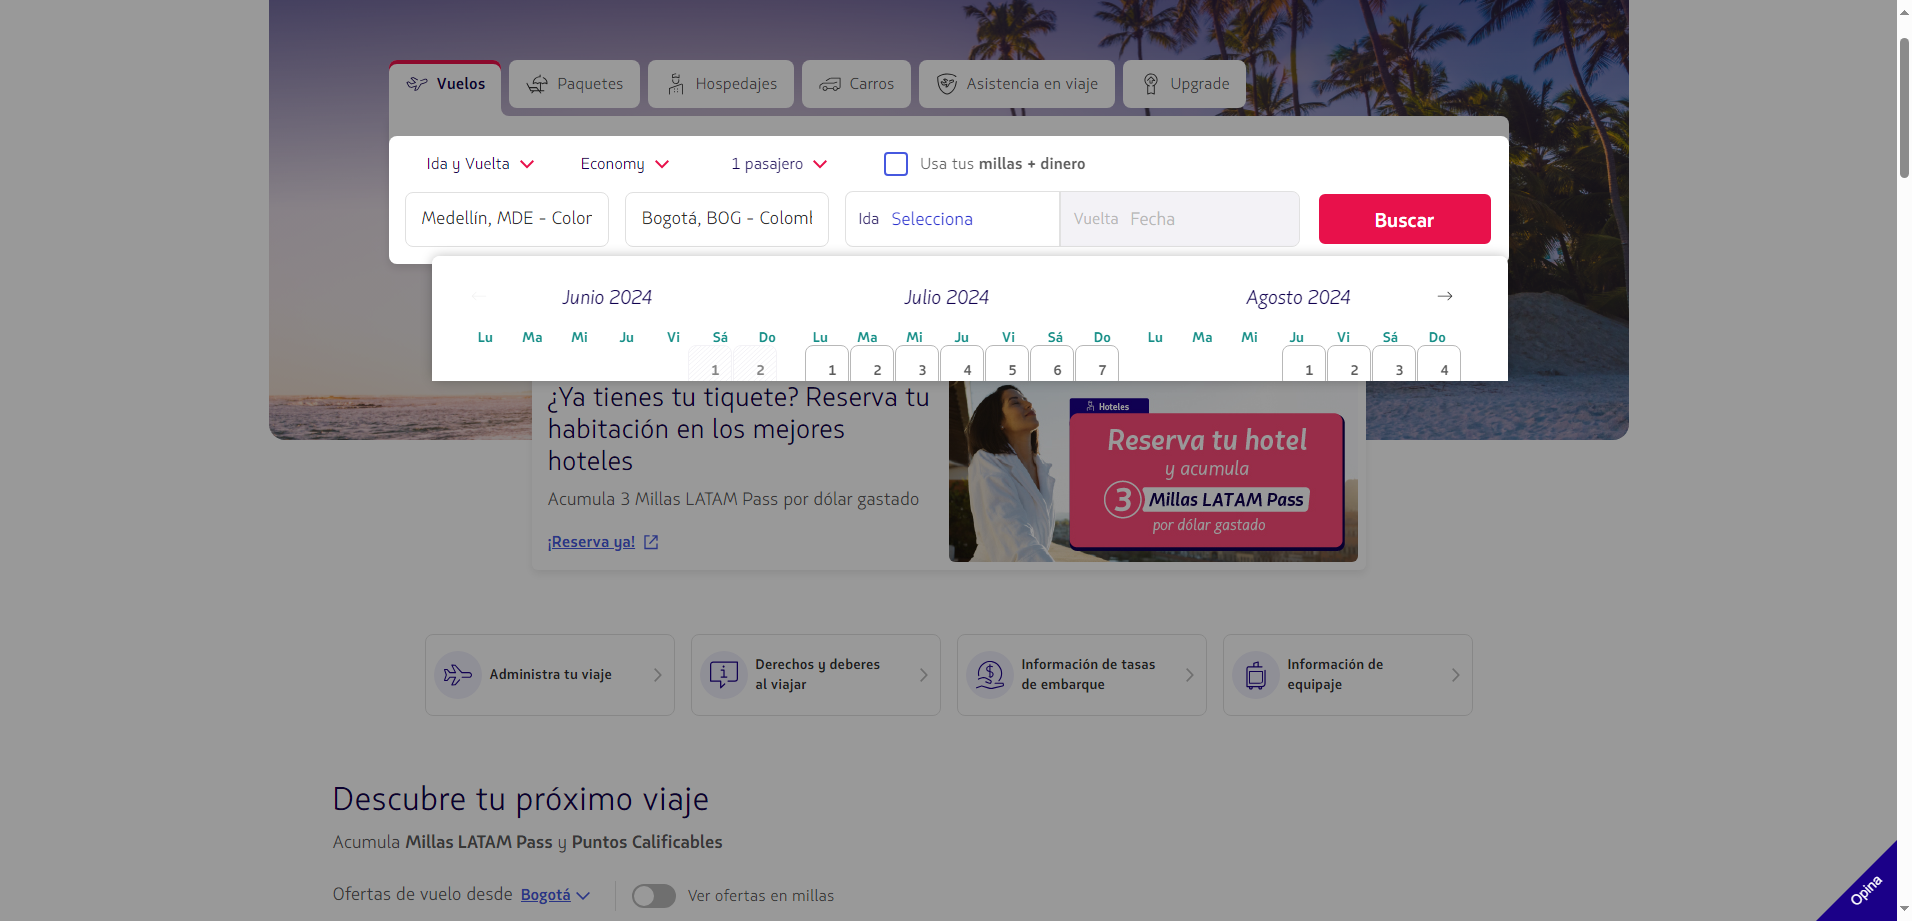 Vuelos
Paquetes
Hospedajes
Carros
Asistencia en viaje
Upgrade
Ida y Vuelta
Economy
1 pasajero
Usa tus millas + dinero
Medellín, MDE - Color
Bogotá, BOG - Colom
Ida Selecciona
Vuelta Fecha
Buscar
Junio 2024
Julio 2024
Agosto 2024
Lu Ma Mi Ju Vi Sá Do
Lu Ma Mi Ju Vi Sá Do
Lu Ma Mi Ju Vi Sá Do
1 2
1 2 3 4 5 6 7
1 2 3 4
¿Ya tienes tu tiquete? Reserva tu
habitación en los mejores
hoteles
Acumula 3 Millas LATAM Pass por dólar gastado
¡Reserva ya!
Hoteles
Reserva tu hotel
y acumula
3 Millas LATAM Pass
por dólar gastado
Administra tu viaje
Derechos y deberes
al viajar
Información de tasas
de embarque
Información de
equipaje
Descubre tu próximo viaje
Acumula Millas LATAM Pass y Puntos Calificables
Ofertas de vuelo desde Bogotá
Ver ofertas en millas
Opina